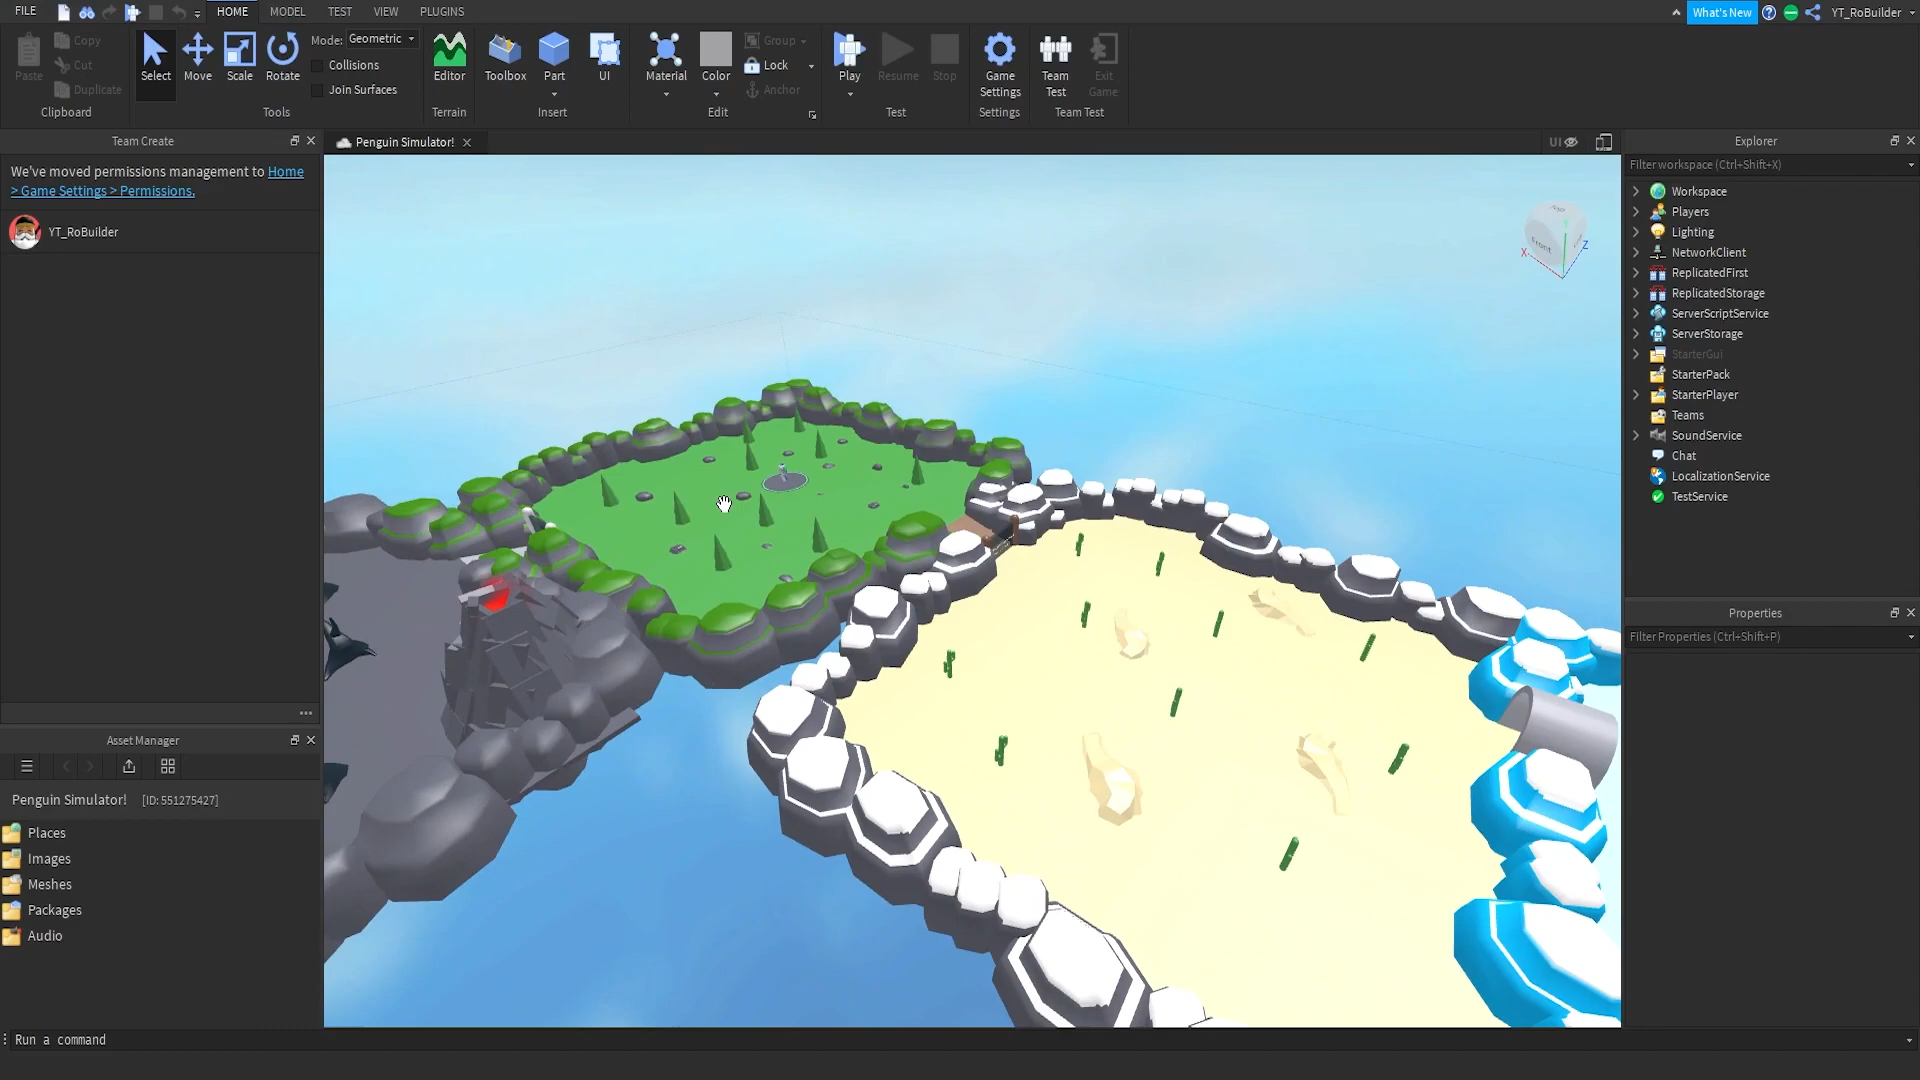 FILE
HOME
MODEL
TEST
VIEW
PLUGINS
What's New
YT_RoBuilder
Paste
Copy
Cut
Duplicate
Clipboard
Select
Move
Scale
Rotate
Mode: Geometric
Collisions
Join Surfaces
Tools
Editor
Terrain
Toolbox
Part
UI
Insert
Material
Color
Group
Lock
Anchor
Edit
Play
Resume
Stop
Test
Game
Settings
Settings
Team
Test
Exit
Game
Team Test
Team Create
We've moved permissions management to Home
> Game Settings > Permissions.
YT_RoBuilder
Asset Manager
Penguin Simulator! [ID: 551275427]
Places
Images
Meshes
Packages
Audio
Penguin Simulator!
UI
Top
Front
X
Z
Explorer
Filter workspace (Ctrl+Shift+X)
Workspace
Players
Lighting
NetworkClient
ReplicatedFirst
ReplicatedStorage
ServerScriptService
ServerStorage
StarterGui
StarterPack
StarterPlayer
Teams
SoundService
Chat
LocalizationService
TestService
Properties
Filter Properties (Ctrl+Shift+P)
Run a command